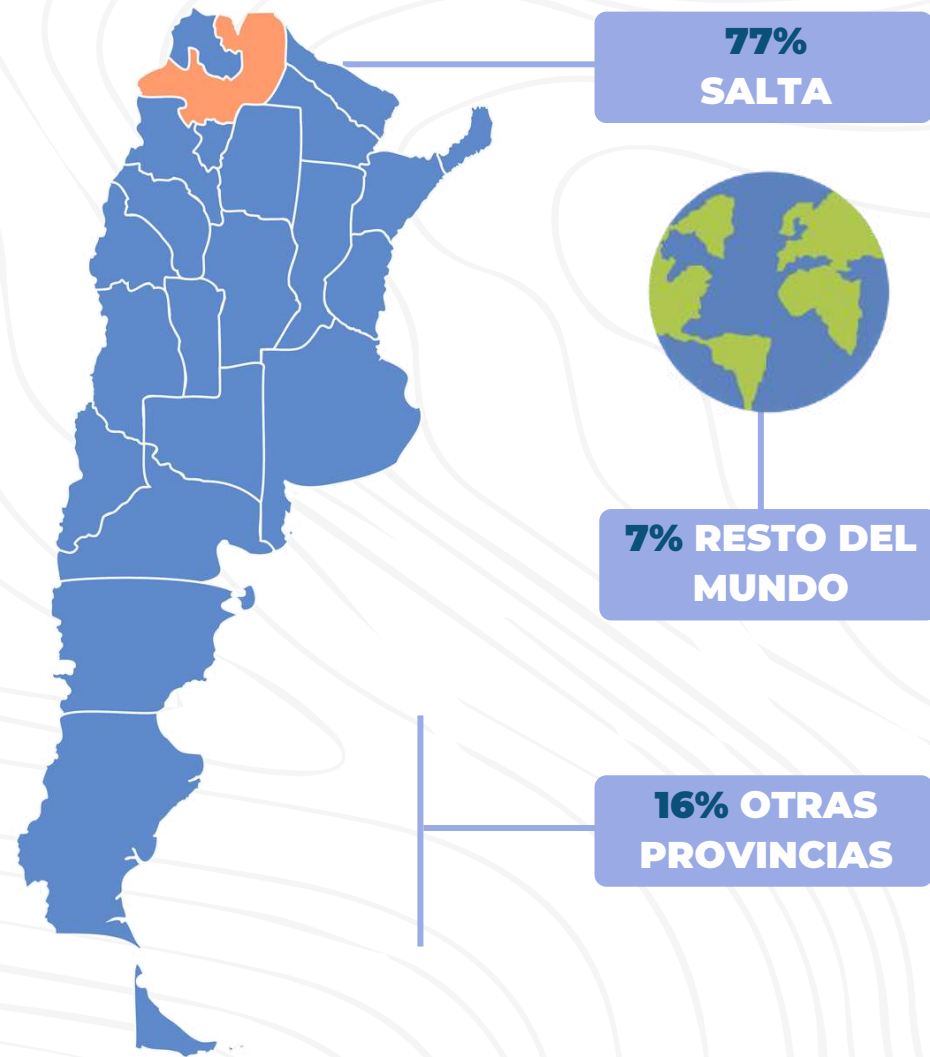 77%
SALTA
7% RESTO DEL
MUNDO
16% OTRAS
PROVINCIAS